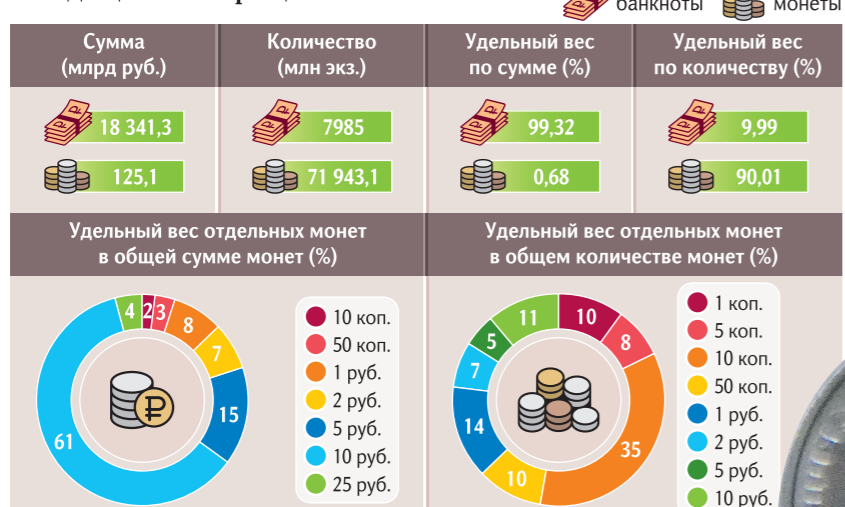 банкноты
монеты
Сумма
(млрд руб.)
Количество
(млн экз.)
Удельный вес
по сумме (%)
Удельный вес
по количеству (%)
18 341,3
7985
99,32
9,99
125,1
71 943,1
0,68
90,01
Удельный вес отдельных монет
в общей сумме монет (%)
4
2
3
8
7
15
61
10 коп.
50 коп.
1 руб.
2 руб.
5 руб.
10 руб.
25 руб.
Удельный вес отдельных монет
в общем количестве монет (%)
11
10
8
5
7
14
35
10
1 коп.
5 коп.
10 коп.
50 коп.
1 руб.
2 руб.
5 руб.
10 руб.